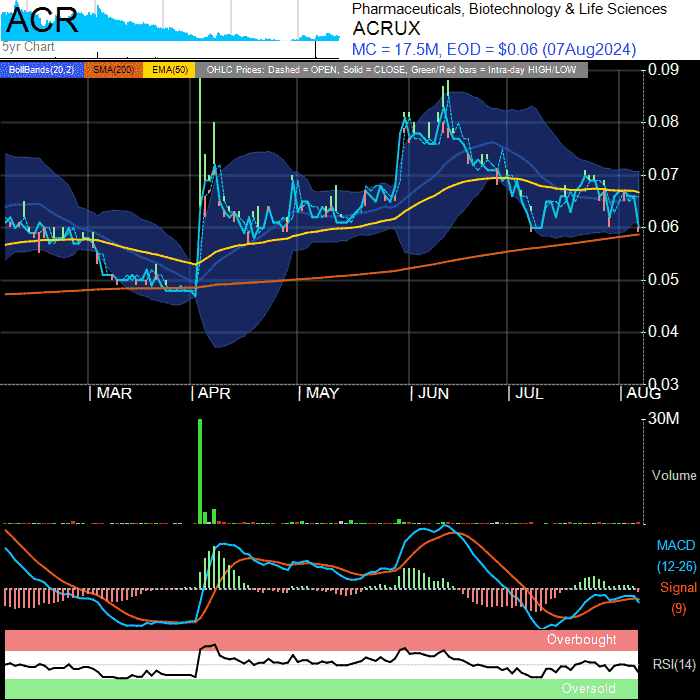 ACR
5yr Chart
Pharmaceuticals, Biotechnology & Life Sciences
ACRUX
MC = 17.5M, EOD = $0.06 (07Aug2024)
BollBands(20,2) SMA(200) EMA(50) OHLC Prices: Dashed = OPEN, Solid = CLOSE, Green/Red bars = Intra-day HIGH/LOW
0.09
0.08
0.07
0.06
0.05
0.04
0.03
MAR APR MAY JUN JUL AUG
30M
Volume
MACD
(12-26)
Signal
(9)
Overbought
RSI(14)
Oversold